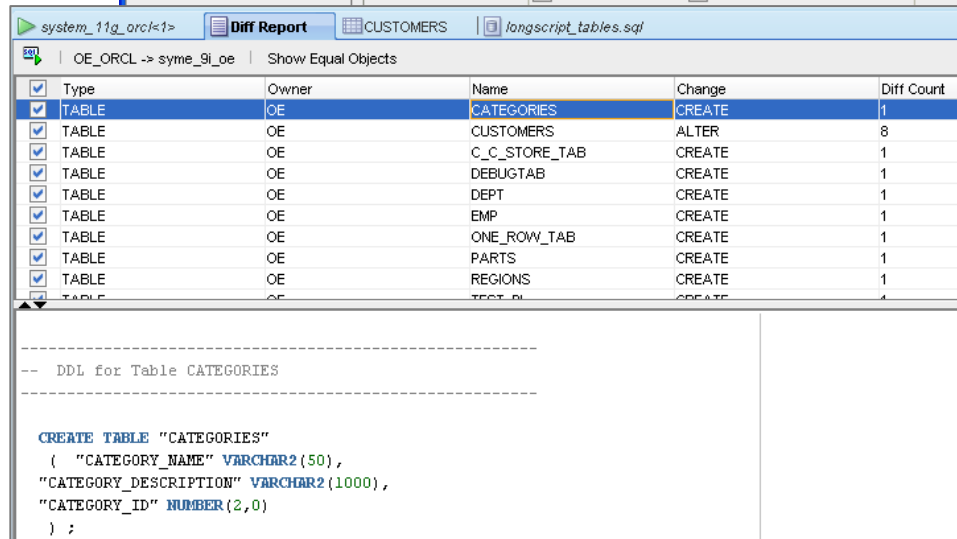 system_11g_orcl<1> Diff Report CUSTOMERS longscript_tables.sql
OE_ORCL -> syme_9i_oe Show Equal Objects
Type Owner Name Change Diff Count
TABLE OE CATEGORIES CREATE 1
TABLE OE CUSTOMERS ALTER 8
TABLE OE C_C_STORE_TAB CREATE 1
TABLE OE DEBUGTAB CREATE 1
TABLE OE DEPT CREATE 1
TABLE OE EMP CREATE 1
TABLE OE ONE_ROW_TAB CREATE 1
TABLE OE PARTS CREATE 1
TABLE OE REGIONS CREATE 1
TABLE OE CREATE 1
--------------------------------------------------------
-- DDL for Table CATEGORIES
--------------------------------------------------------
CREATE TABLE "CATEGORIES"
( "CATEGORY_NAME" VARCHAR2(50),
"CATEGORY_DESCRIPTION" VARCHAR2(1000),
"CATEGORY_ID" NUMBER(2,0)
) ;